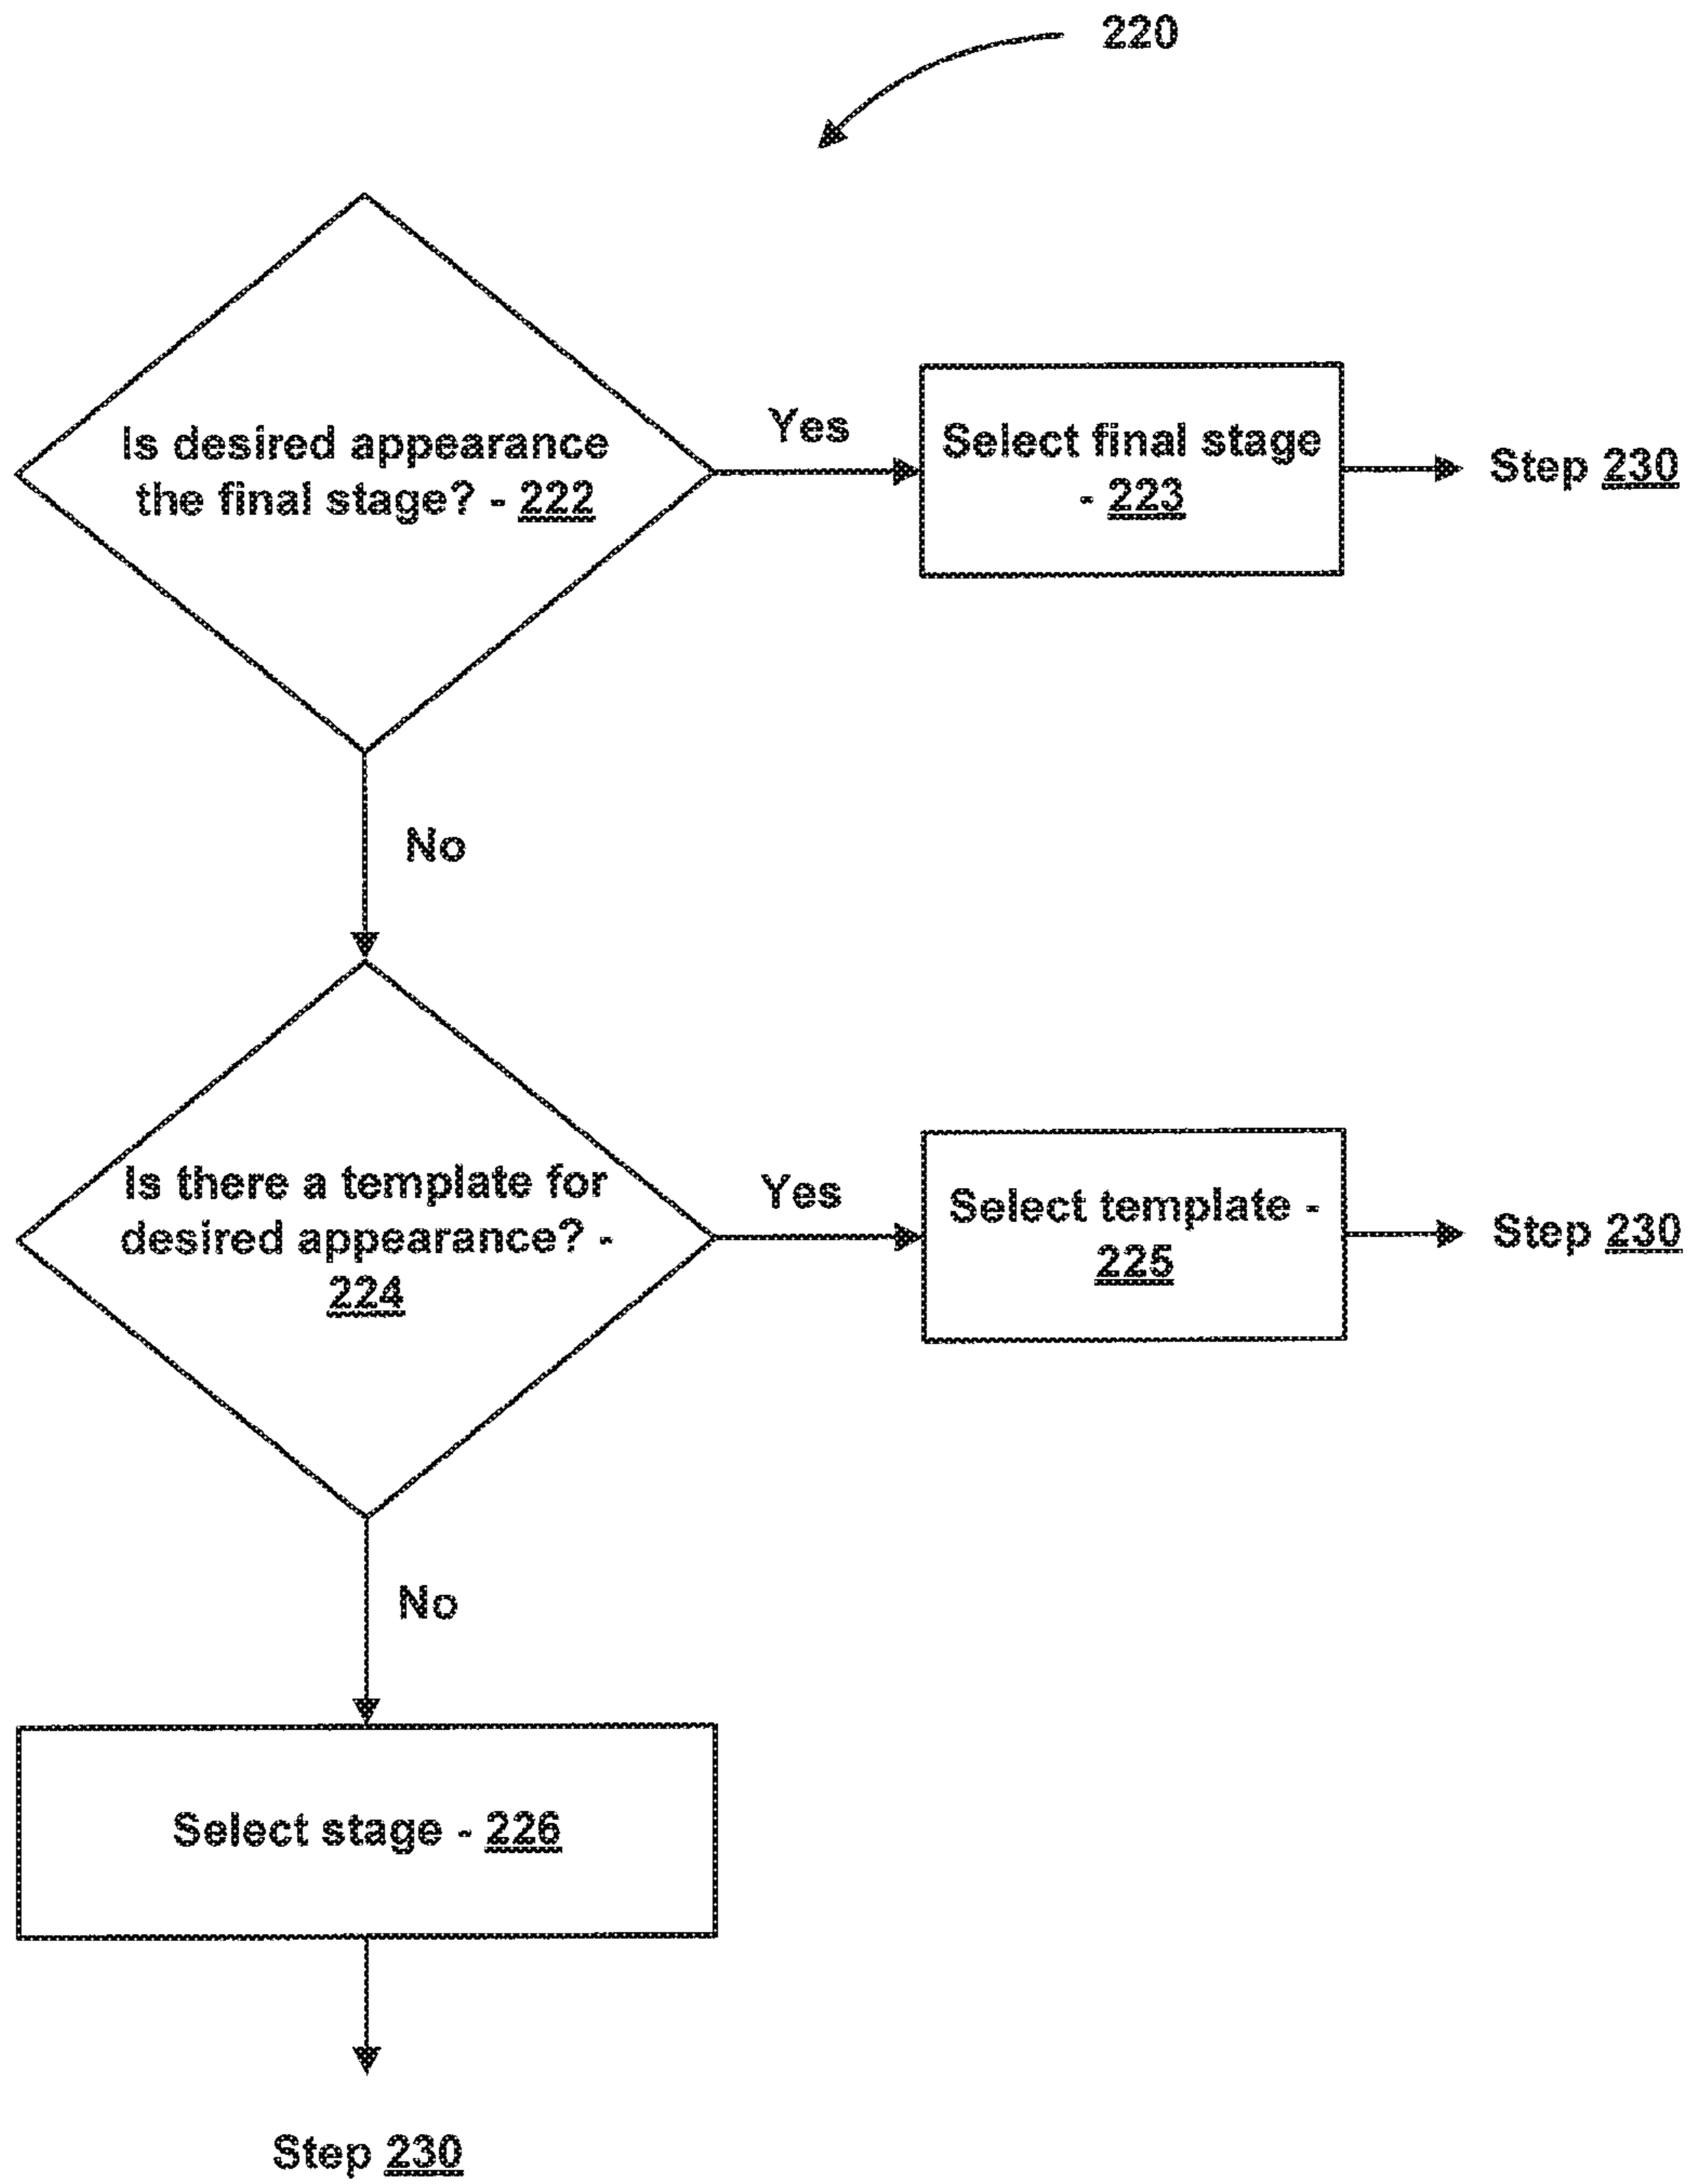 220
Is desired appearance
the final stage? - 222
Yes
Select final stage
- 223
Step 230
No
Is there a template for
desired appearance? -
224
Yes
Select template -
225
Step 230
No
Select stage - 226
Step 230